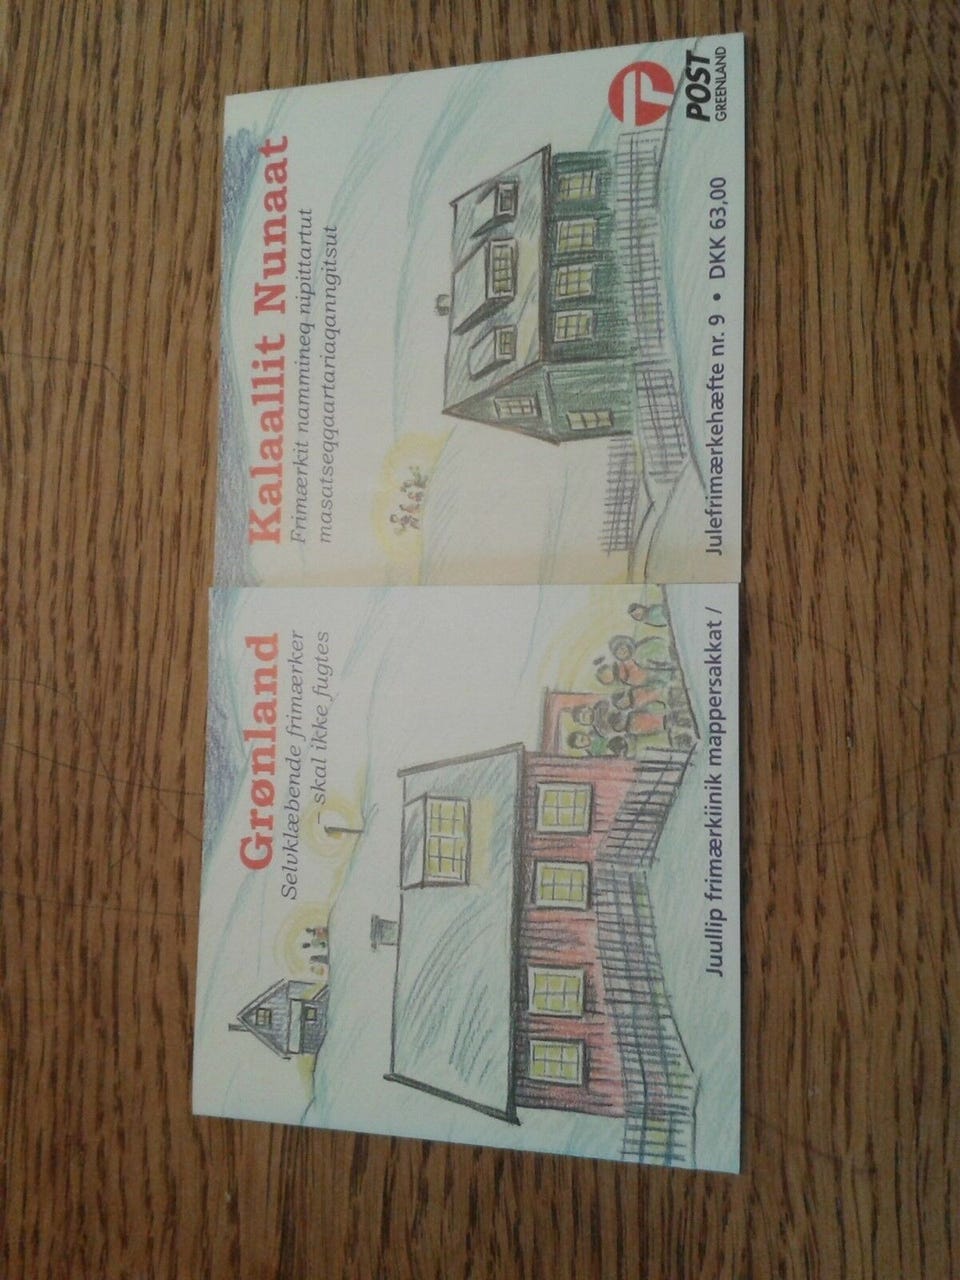 Grønland
Selvklæbende frimærker
- skal ikke fugtes
Juullip frimærkiinik mappersakkat /
Kalaallit Nunaat
Frimærkit nammineq nipittartut
masatseqqaartariaqanngitsut
Julefrimærkehæfte nr. 9 • DKK 63,00
POST
GREENLAND